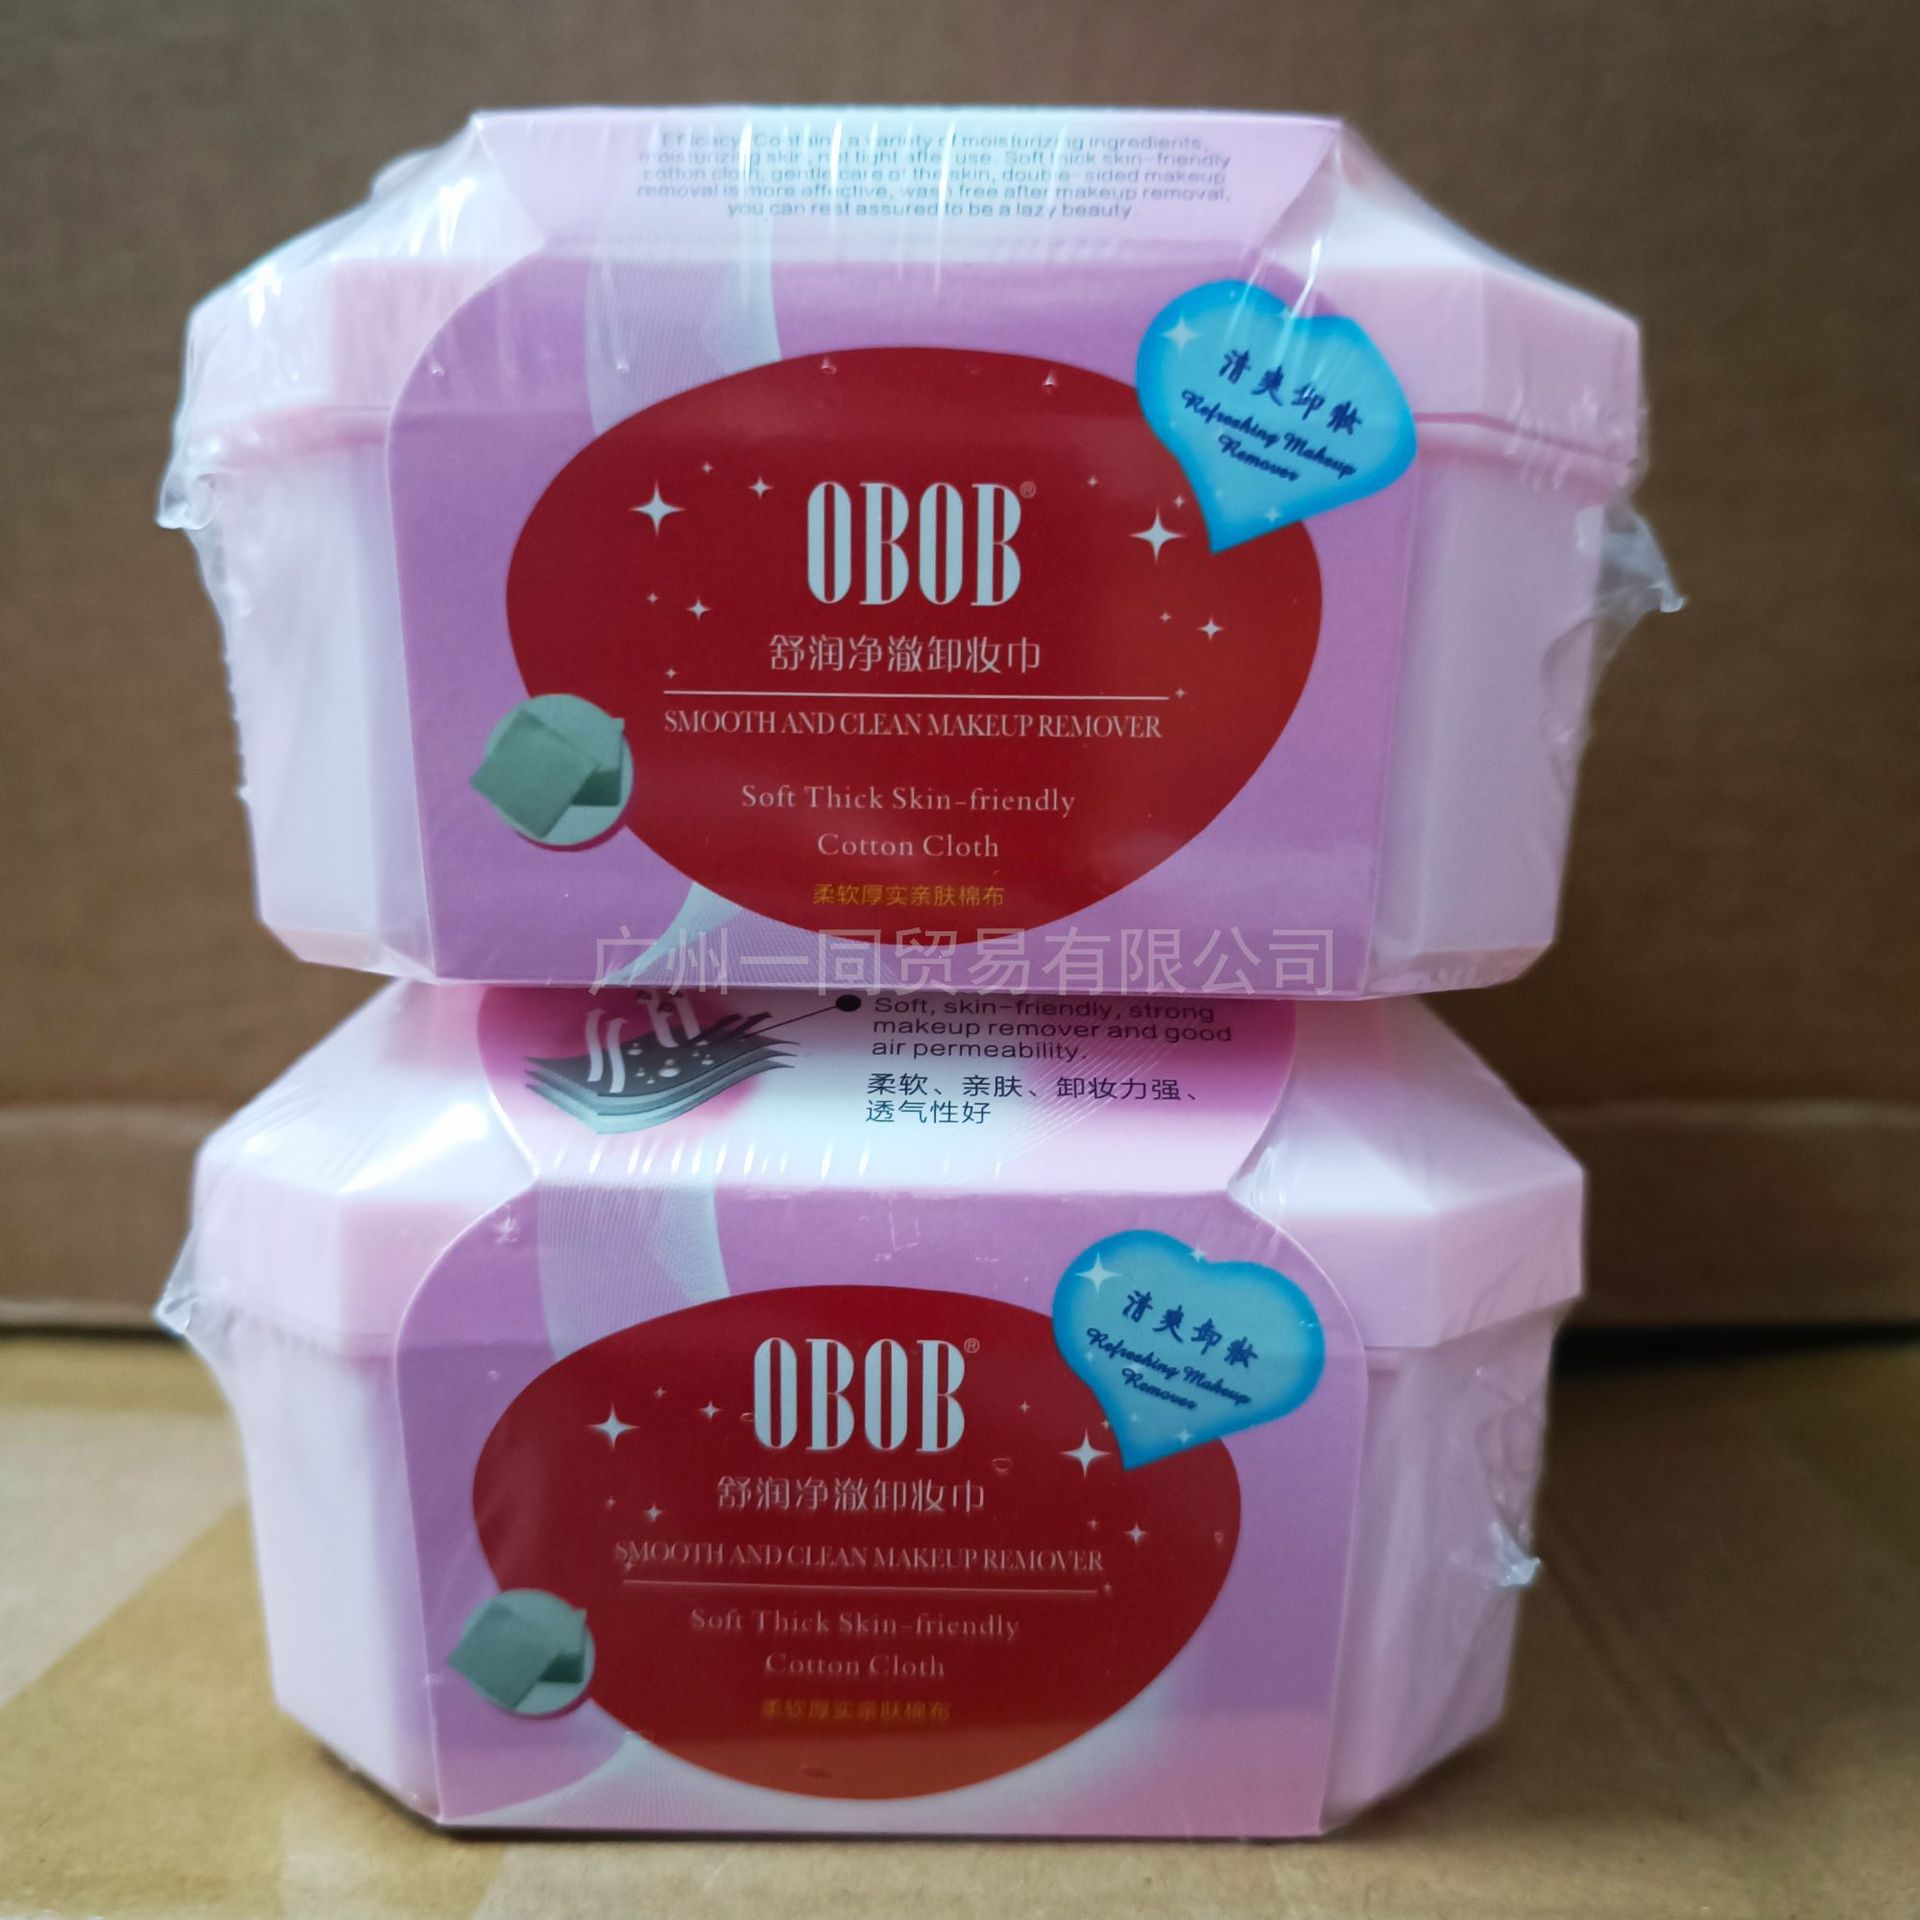 Efficacy: Contains a variety of moisturizing ingredients,
moisturizing skin, not tight after use. Soft thick skin-friendly
cotton cloth, gentle care of the skin, double-sided makeup
removal is more effective, wash free after makeup removal,
you can rest assured to be a lazy beauty.
清爽卸妆
Refreshing Makeup
Remover
OBOB®
舒润净澈卸妆巾
SMOOTH AND CLEAN MAKEUP REMOVER
Soft Thick Skin-friendly
Cotton Cloth
柔软厚实亲肤棉布
广州一同贸易有限公司
Soft, skin-friendly, strong
makeup remover and good
air permeability.
柔软、亲肤、卸妆力强、
透气性好
清爽卸妆
Refreshing Makeup
Remover
OBOB®
舒润净澈卸妆巾
SMOOTH AND CLEAN MAKEUP REMOVER
Soft Thick Skin-friendly
Cotton Cloth
柔软厚实亲肤棉布